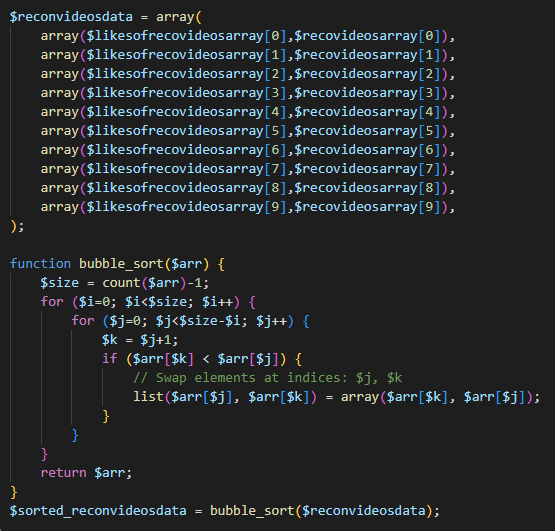 $reconvideosdata = array(
    array($likesofrecovideosarray[0],$recovideosarray[0]),
    array($likesofrecovideosarray[1],$recovideosarray[1]),
    array($likesofrecovideosarray[2],$recovideosarray[2]),
    array($likesofrecovideosarray[3],$recovideosarray[3]),
    array($likesofrecovideosarray[4],$recovideosarray[4]),
    array($likesofrecovideosarray[5],$recovideosarray[5]),
    array($likesofrecovideosarray[6],$recovideosarray[6]),
    array($likesofrecovideosarray[7],$recovideosarray[7]),
    array($likesofrecovideosarray[8],$recovideosarray[8]),
    array($likesofrecovideosarray[9],$recovideosarray[9]),
);

function bubble_sort($arr) {
    $size = count($arr)-1;
    for ($i=0; $i<$size; $i++) {
        for ($j=0; $j<$size-$i; $j++) {
            $k = $j+1;
            if ($arr[$k] < $arr[$j]) {
                // Swap elements at indices: $j, $k
                list($arr[$j], $arr[$k]) = array($arr[$k], $arr[$j]);
            }
        }
    }
    return $arr;
}
$sorted_reconvideosdata = bubble_sort($reconvideosdata);